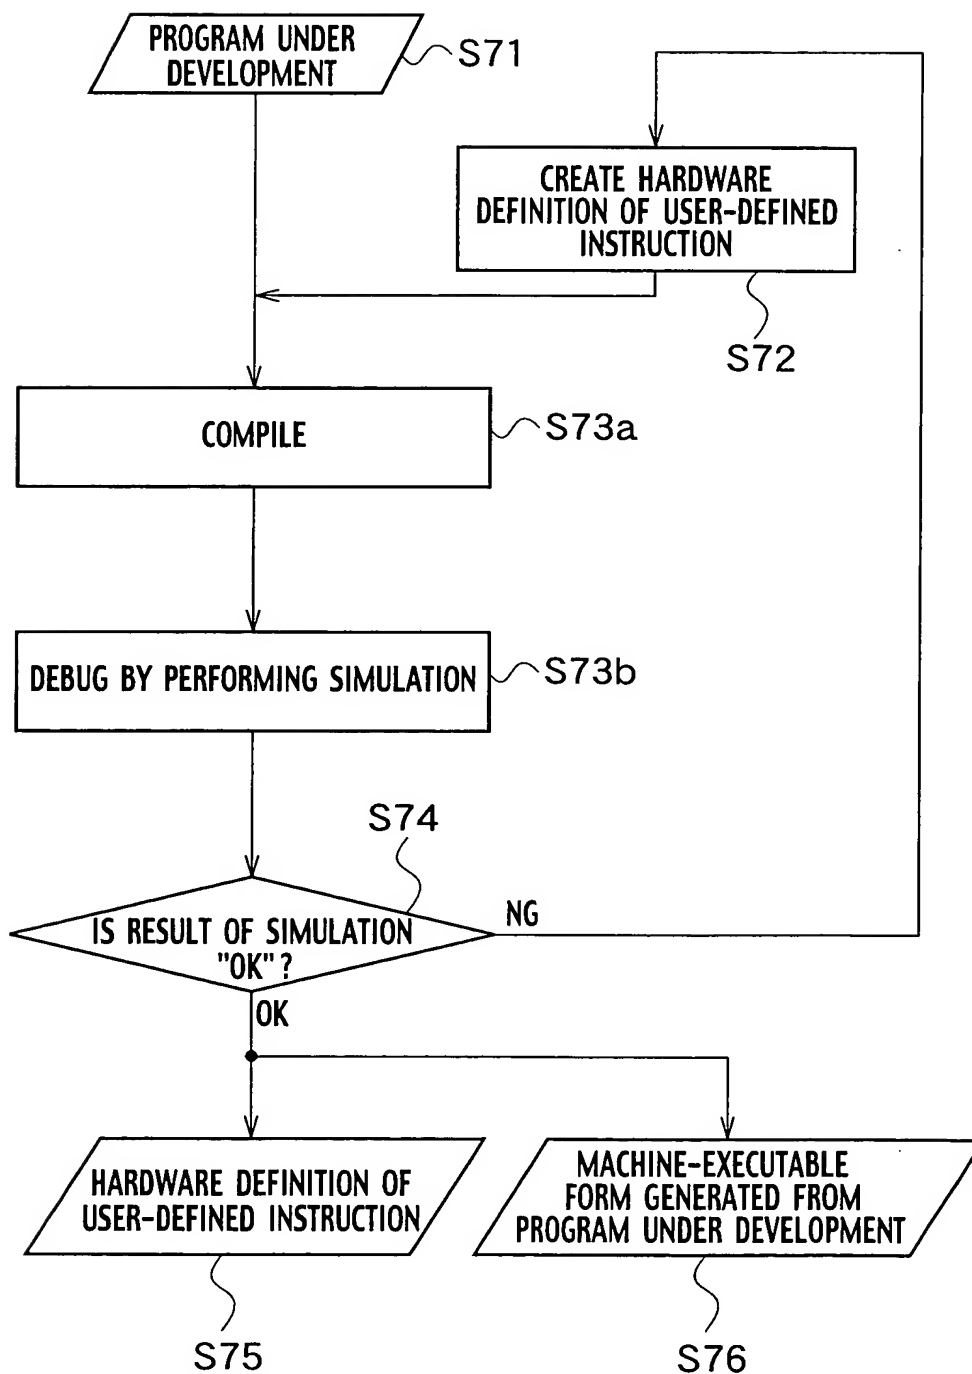 PROGRAM UNDER
DEVELOPMENT
S71
CREATE HARDWARE
DEFINITION OF USER-DEFINED
INSTRUCTION
S72
COMPILE
S73a
DEBUG BY PERFORMING SIMULATION
S73b
S74
IS RESULT OF SIMULATION
"OK"?
NG
OK
HARDWARE DEFINITION OF
USER-DEFINED INSTRUCTION
S75
MACHINE-EXECUTABLE
FORM GENERATED FROM
PROGRAM UNDER DEVELOPMENT
S76